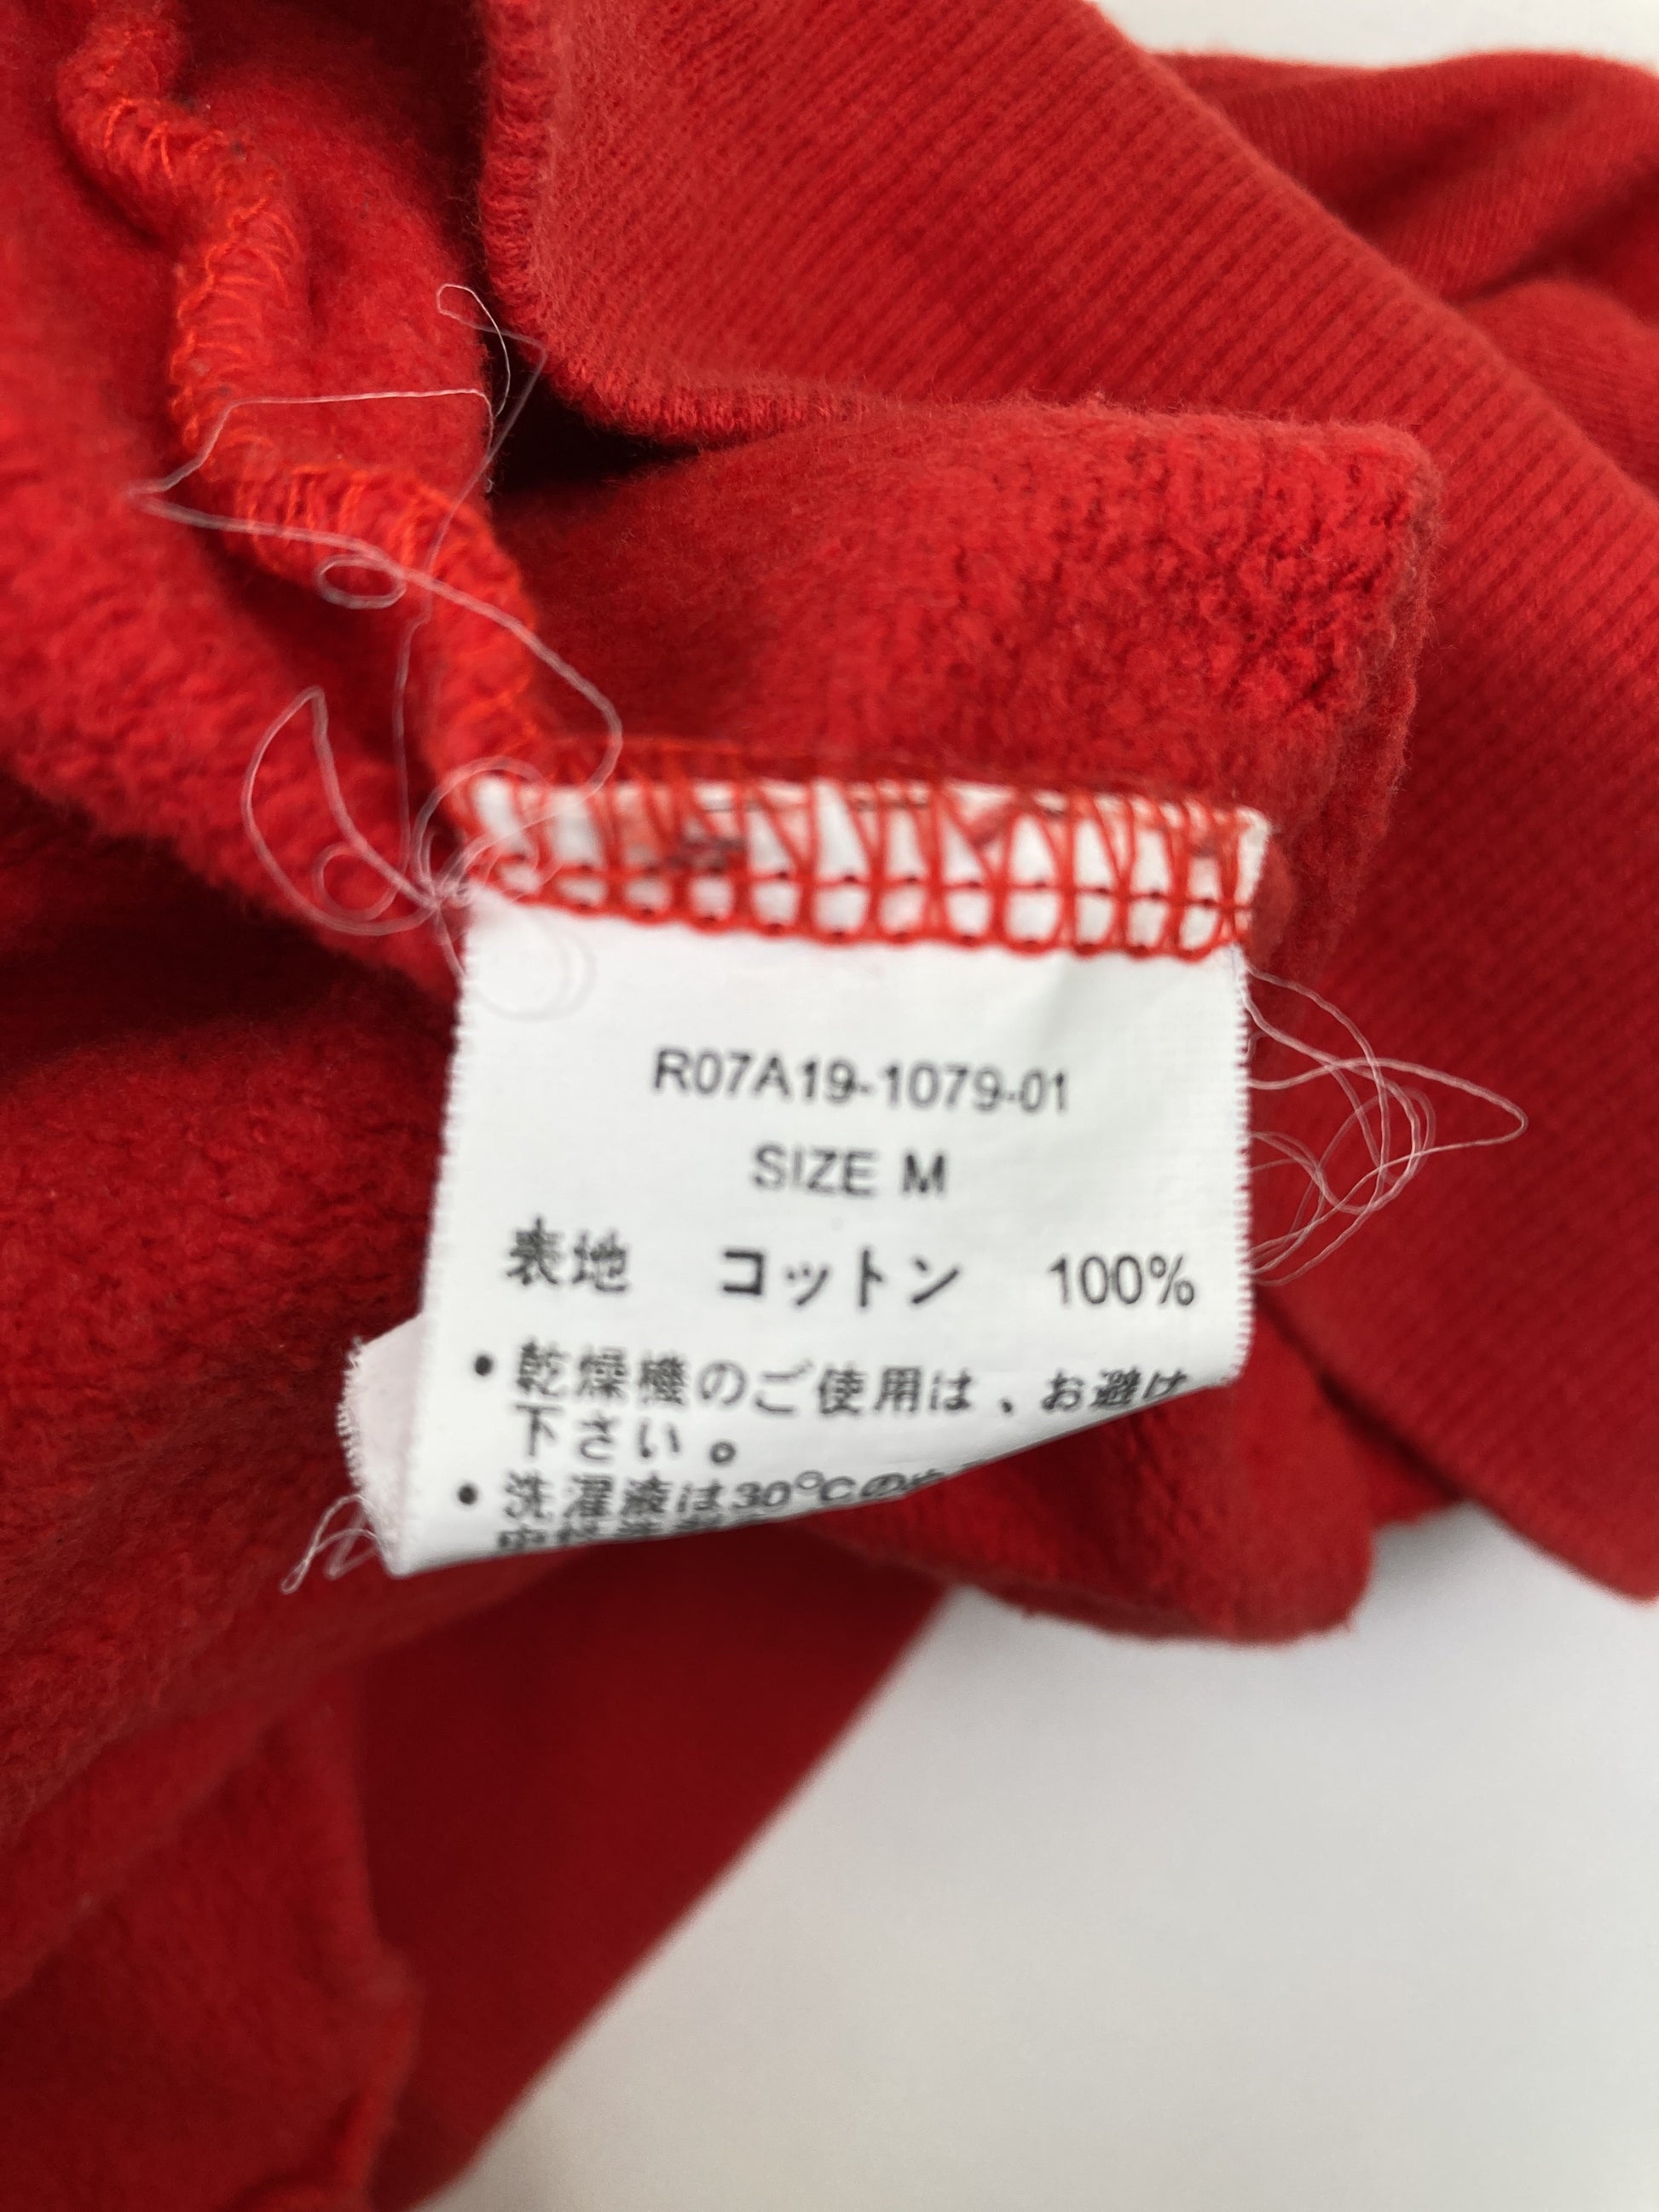 R07A19-1079-01
SIZE M
表地 コットン 100%
• 乾燥機のご使用は、お避け
下さい。
• 洗濯液は30℃の